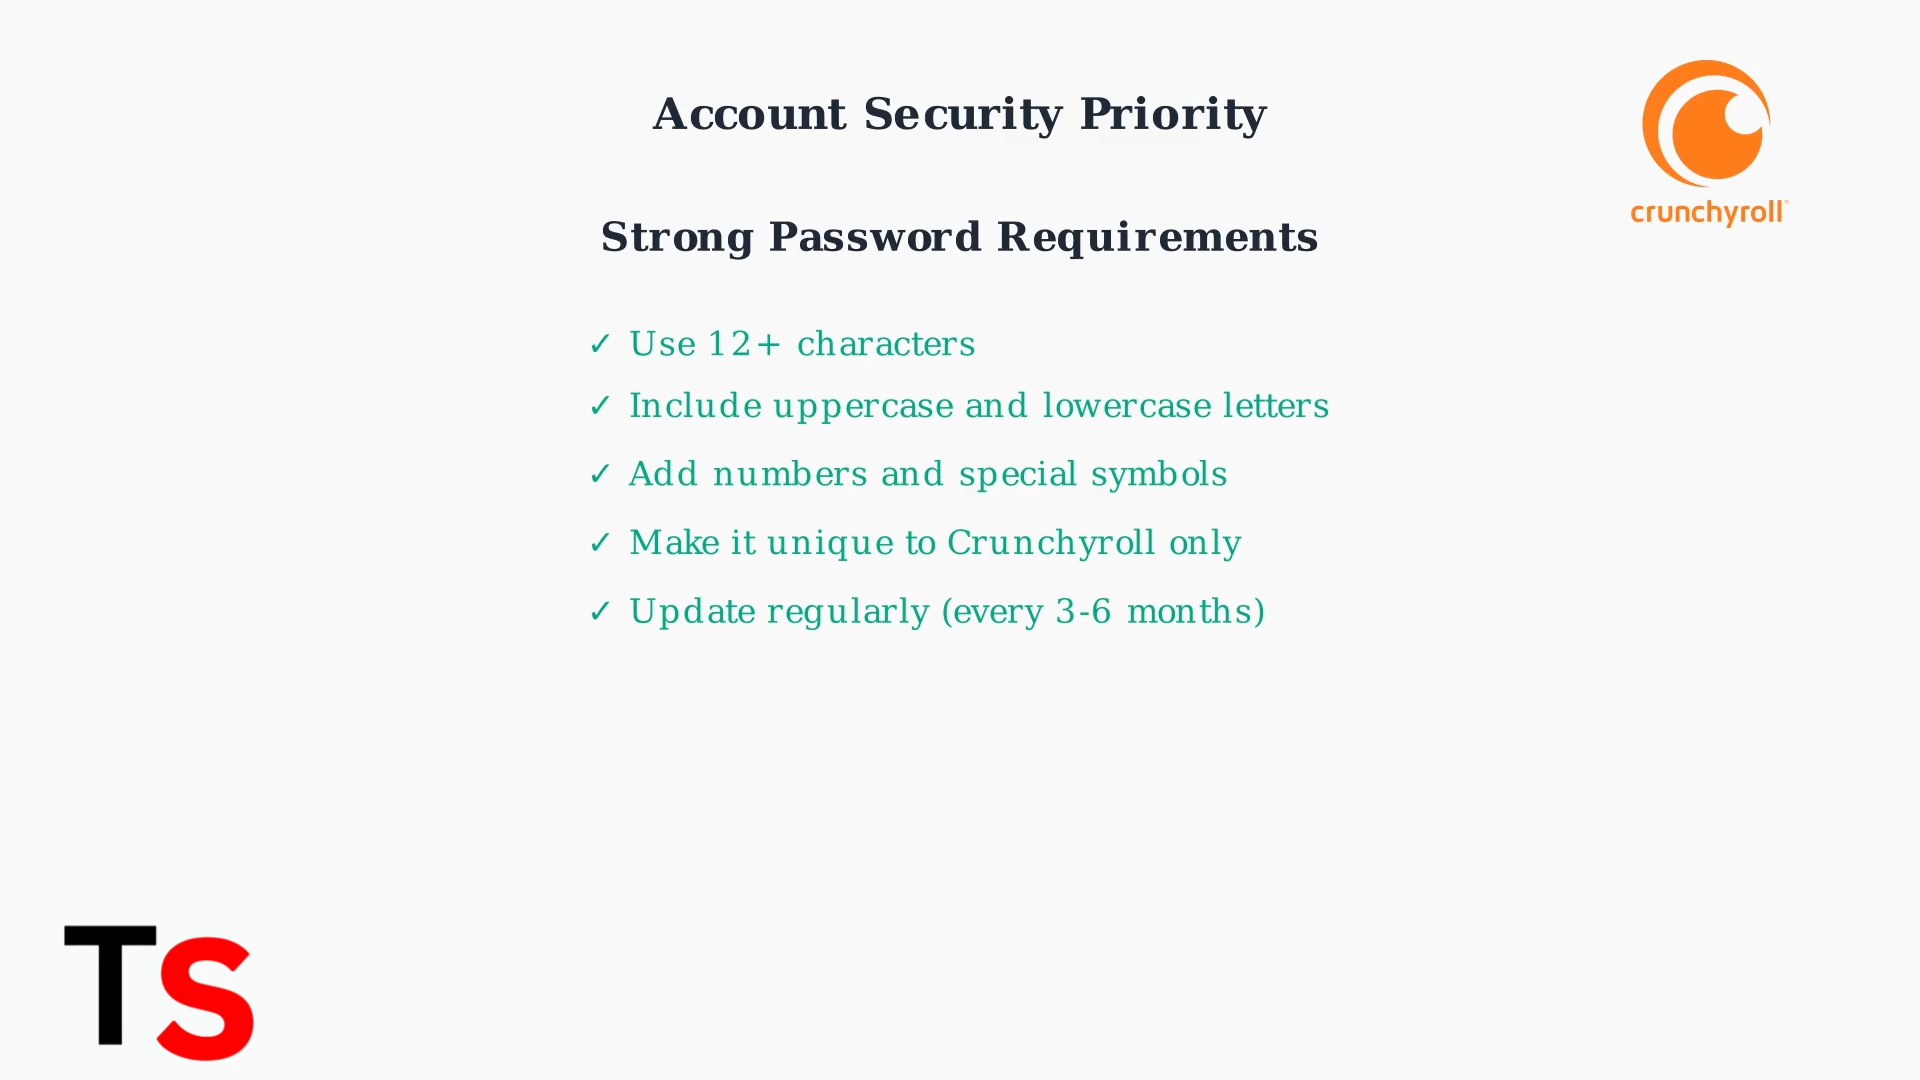 Account Security Priority
crunchyroll
Strong Password Requirements
✓ Use 12+ characters
✓ Include uppercase and lowercase letters
✓ Add numbers and special symbols
✓ Make it unique to Crunchyroll only
✓ Update regularly (every 3-6 months)
TS